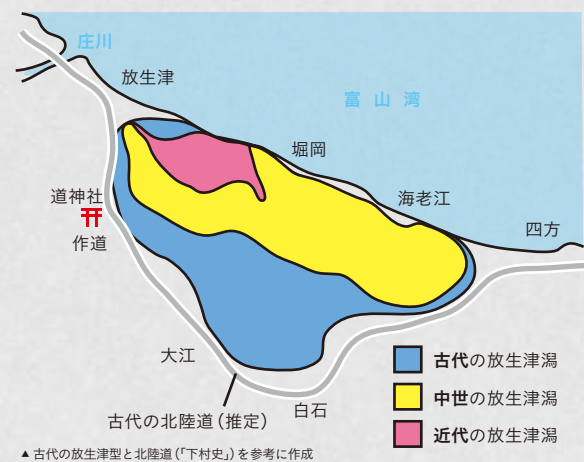 庄川
放生津
富山湾
堀岡
海老江
四方
道神社
作道
大江
白石
古代の北陸道(推定)
古代の放生津潟
中世の放生津潟
近代の放生津潟
▲古代の放生津型と北陸道(「下村史」)を参考に作成